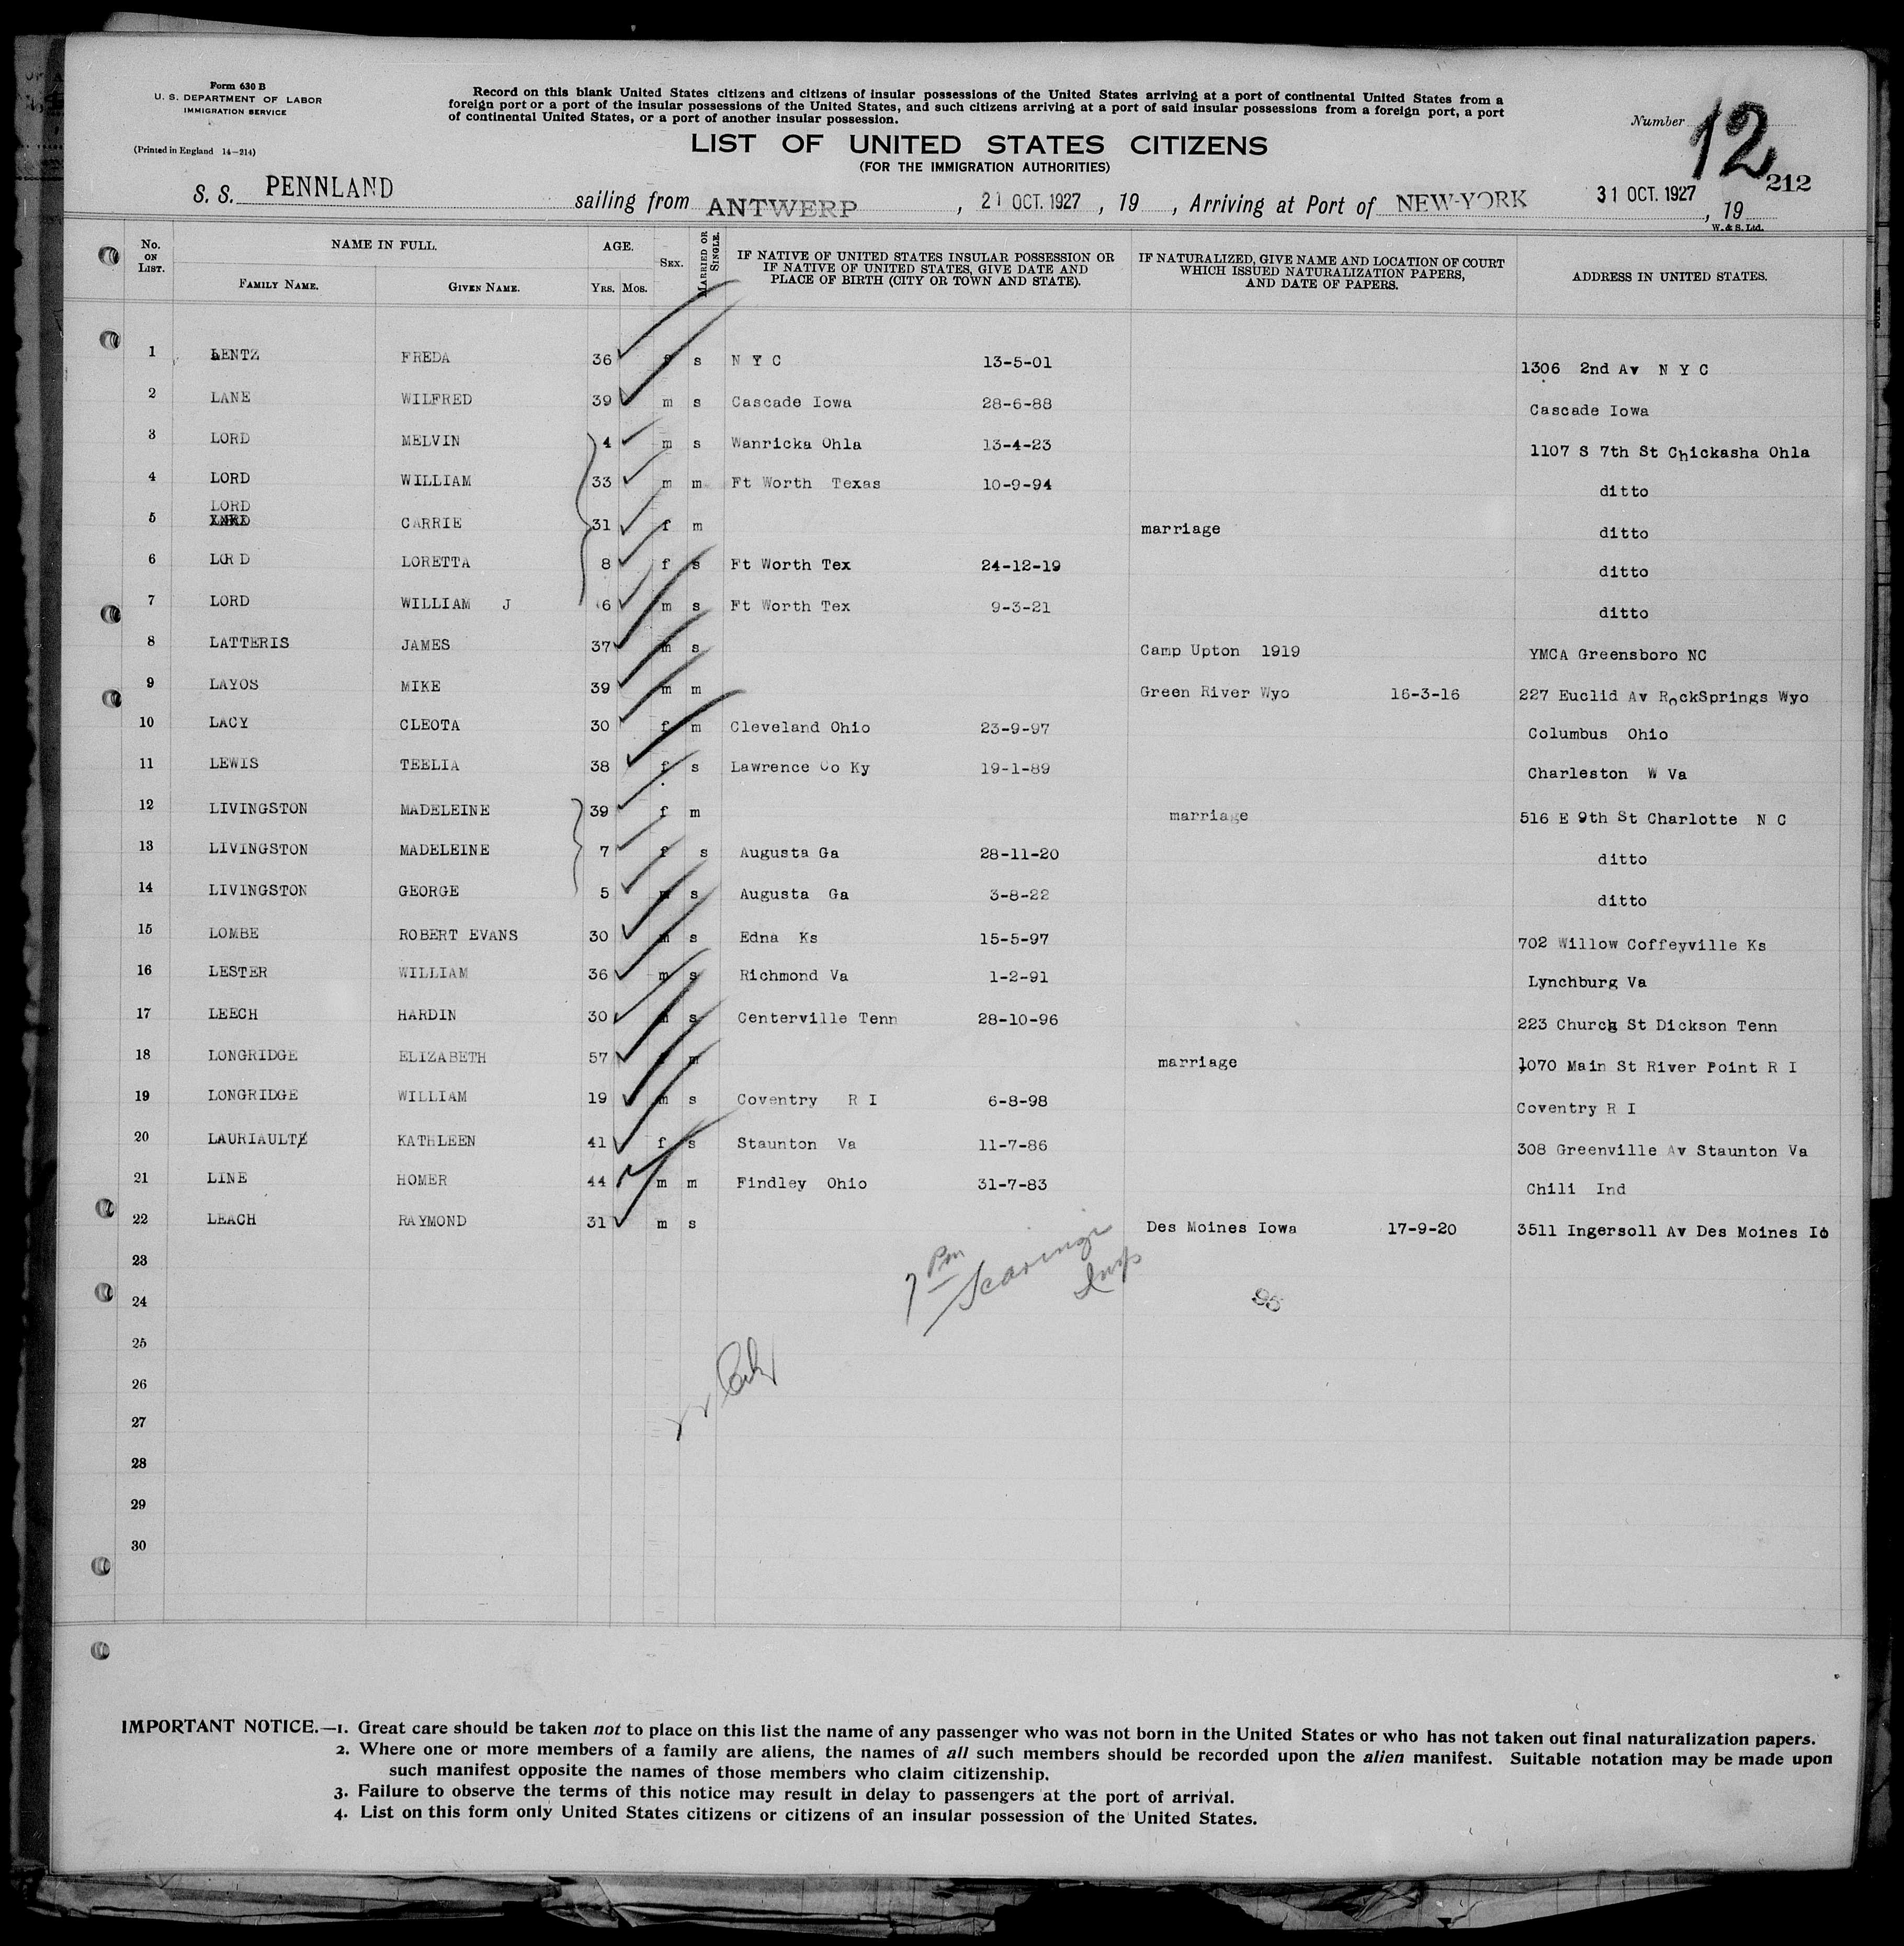 Form 630 B
U. S. DEPARTMENT OF LABOR
IMMIGRATION SERVICE
(Printed in England 14—214)
Record on this blank United States citizens and citizens of insular possessions of the United States arriving at a port of continental United States from a
foreign port or a port of the insular possessions of the United States, and such citizens arriving at a port of said insular possessions from a foreign port, a port
of continental United States, or a port of another insular possession.
Number 12
212
LIST OF UNITED STATES CITIZENS
(FOR THE IMMIGRATION AUTHORITIES)
S. S. PENNLAND sailing from ANTWERP, 21 OCT. 1927, 19 , Arriving at Port of NEW-YORK 31 OCT. 1927, 19
W. & S. Ltd.
No. ON LIST. NAME IN FULL. AGE. SEX. MARRIED OR SINGLE. IF NATIVE OF UNITED STATES INSULAR POSSESSION OR IF NATIVE OF UNITED STATES, GIVE DATE AND PLACE OF BIRTH (CITY OR TOWN AND STATE). IF NATURALIZED, GIVE NAME AND LOCATION OF COURT WHICH ISSUED NATURALIZATION PAPERS, AND DATE OF PAPERS. ADDRESS IN UNITED STATES.
FAMILY NAME. GIVEN NAME. YRS. MOS.
1 LENTZ FREDA 36 f s N Y C 13-5-01 1306 2nd Av N Y C
2 LANE WILFRED 39 m s Cascade Iowa 28-6-88 Cascade Iowa
3 LORD MELVIN 4 m s Wanricka Ohla 13-4-23 1107 S 7th St Chickasha Ohla
4 LORD WILLIAM 33 m m Ft Worth Texas 10-9-94 ditto
5 LORD CARRIE 31 f m marriage ditto
6 LORD LORETTA 8 f s Ft Worth Tex 24-12-19 ditto
7 LORD WILLIAM J 6 m s Ft Worth Tex 9-3-21 ditto
8 LATTERIS JAMES 37 m s Camp Upton 1919 YMCA Greensboro NC
9 LAYOS MIKE 39 m m Green River Wyo 16-3-16 227 Euclid Av RockSprings Wyo
10 LACY CLEOTA 30 f m Cleveland Ohio 23-9-97 Columbus Ohio
11 LEWIS TEELIA 38 f s Lawrence Co Ky 19-1-89 Charleston W Va
12 LIVINGSTON MADELEINE 39 f m marriage 516 E 9th St Charlotte N C
13 LIVINGSTON MADELEINE 7 f s Augusta Ga 28-11-20 ditto
14 LIVINGSTON GEORGE 5 m s Augusta Ga 3-8-22 ditto
15 LOMBE ROBERT EVANS 30 m s Edna Ks 15-5-97 702 Willow Coffeyville Ks
16 LESTER WILLIAM 36 m s Richmond Va 1-2-91 Lynchburg Va
17 LEECH HARDIN 30 m s Centerville Tenn 28-10-96 223 Church St Dickson Tenn
18 LONGRIDGE ELIZABETH 57 f m marriage 1070 Main St River Point R I
19 LONGRIDGE WILLIAM 19 m s Coventry R I 6-8-98 Coventry R I
20 LAURIAULT KATHLEEN 41 f s Staunton Va 11-7-86 308 Greenville Av Staunton Va
21 LINE HOMER 44 m m Findley Ohio 31-7-83 Chili Ind
22 LEACH RAYMOND 31 m s Des Moines Iowa 17-9-20 3511 Ingersoll Av Des Moines Io
23
7 Pm
Insp
24
95
25
26
27
28
29
30
IMPORTANT NOTICE.—1. Great care should be taken not to place on this list the name of any passenger who was not born in the United States or who has not taken out final naturalization papers.
2. Where one or more members of a family are aliens, the names of all such members should be recorded upon the alien manifest. Suitable notation may be made upon
such manifest opposite the names of those members who claim citizenship.
3. Failure to observe the terms of this notice may result in delay to passengers at the port of arrival.
4. List on this form only United States citizens or citizens of an insular possession of the United States.